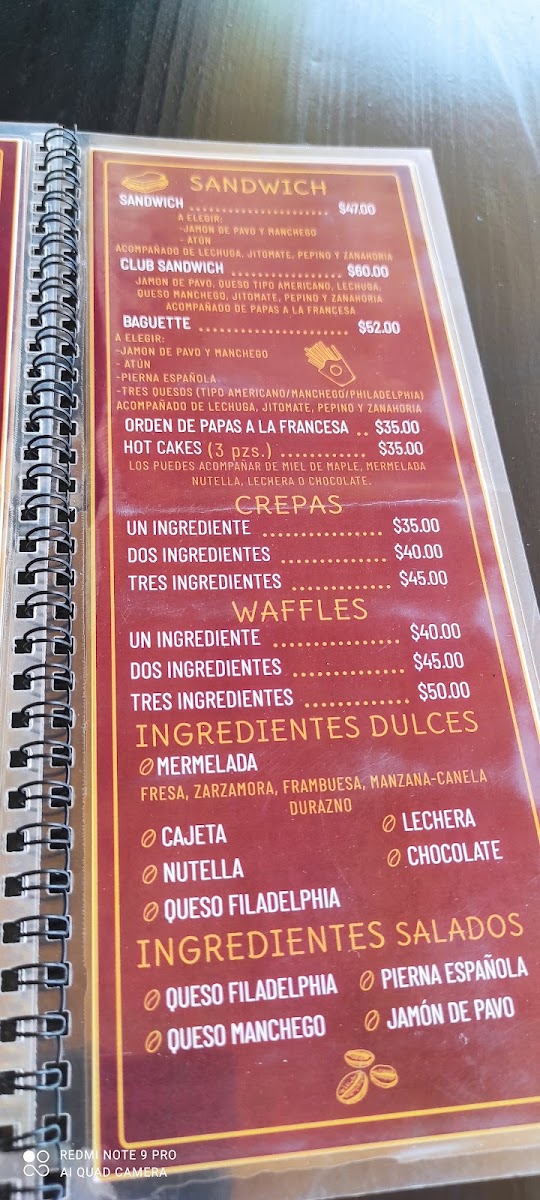 SANDWICH
SANDWICH ..................... $47.00
A ELEGIR:
-JAMON DE PAVO Y MANCHEGO
- ATÚN
ACOMPAÑADO DE LECHUGA, JITOMATE, PEPINO Y ZANAHORIA
CLUB SANDWICH ................. $60.00
JAMON DE PAVO, QUESO TIPO AMERICANO, LECHUGA,
QUESO MANCHEGO, JITOMATE, PEPINO Y ZANAHORIA
ACOMPAÑADO DE PAPAS A LA FRANCESA
BAGUETTE ...................... $52.00
A ELEGIR:
-JAMON DE PAVO Y MANCHEGO
- ATÚN
-PIERNA ESPAÑOLA
-TRES QUESOS (TIPO AMERICANO/MANCHEGO/PHILADELPHIA)
ACOMPAÑADO DE LECHUGA, JITOMATE, PEPINO Y ZANAHORIA
ORDEN DE PAPAS A LA FRANCESA .. $35.00
HOT CAKES (3 pzs.) ............ $35.00
LOS PUEDES ACOMPAÑAR DE MIEL DE MAPLE, MERMELADA
NUTELLA, LECHERA O CHOCOLATE.
CREPAS
UN INGREDIENTE ................. $35.00
DOS INGREDIENTES ............... $40.00
TRES INGREDIENTES .............. $45.00
WAFFLES
UN INGREDIENTE ................. $40.00
DOS INGREDIENTES ............... $45.00
TRES INGREDIENTES .............. $50.00
INGREDIENTES DULCES
MERMELADA
FRESA, ZARZAMORA, FRAMBUESA, MANZANA-CANELA
DURAZNO
CAJETA LECHERA
NUTELLA CHOCOLATE
QUESO FILADELPHIA
INGREDIENTES SALADOS
QUESO FILADELPHIA PIERNA ESPAÑOLA
QUESO MANCHEGO JAMÓN DE PAVO
REDMI NOTE 9 PRO
AI QUAD CAMERA